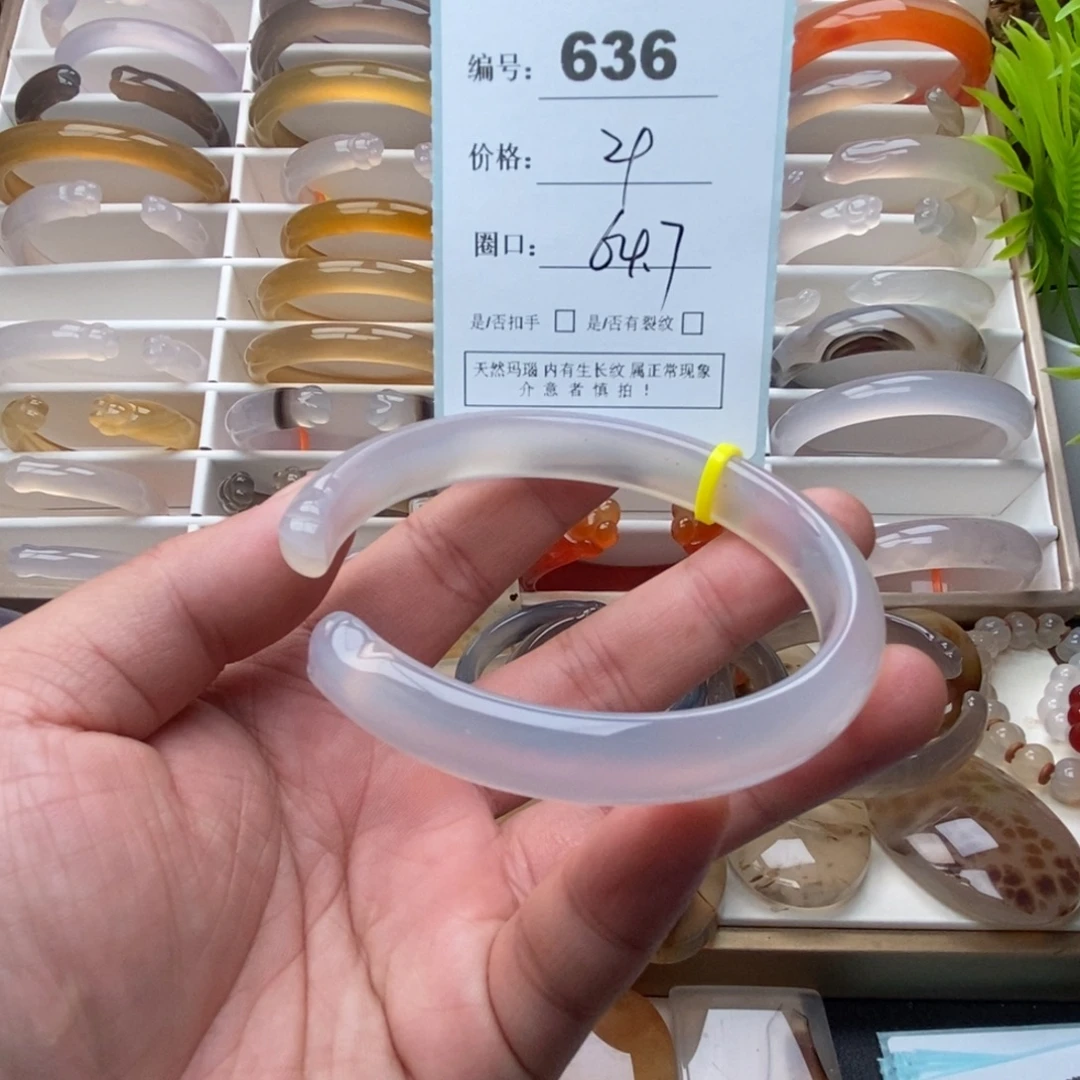 编号：636
价格：
圈口：64.7
是/否扣手 □ 是/否有裂纹 □
天然玛瑙 内有生长纹 属正常现象
介意者慎拍！